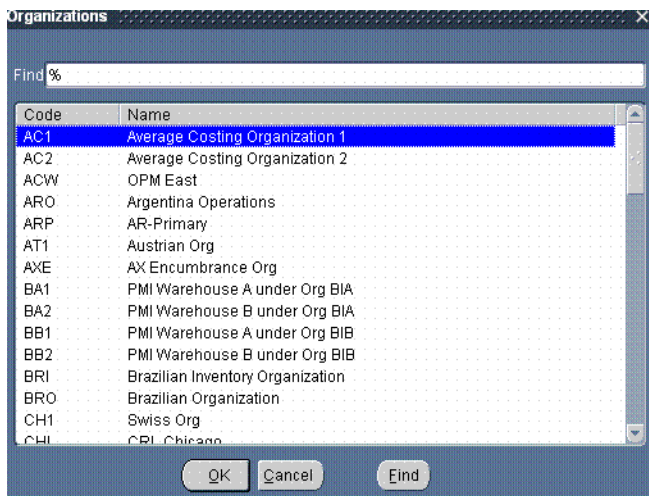 Organizations
Find %
Code Name
AC1 Average Costing Organization 1
AC2 Average Costing Organization 2
ACW OPM East
ARO Argentina Operations
ARP AR-Primary
AT1 Austrian Org
AXE AX Encumbrance Org
BA1 PMI Warehouse A under Org BIA
BA2 PMI Warehouse B under Org BIA
BB1 PMI Warehouse A under Org BIB
BB2 PMI Warehouse B under Org BIB
BRI Brazilian Inventory Organization
BRO Brazilian Organization
CH1 Swiss Org
CHI CRL Chicago
OK Cancel Find